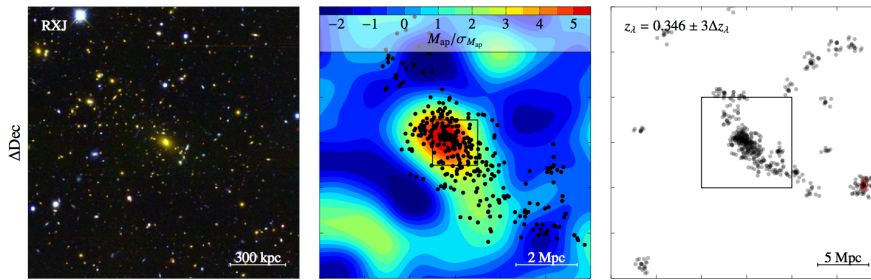 ΔDec
RXJ
300 kpc
−2 −1 0 1 2 3 4 5
M_ap/σ_M_ap
2 Mpc
z_λ = 0.346 ± 3Δz_λ
5 Mpc